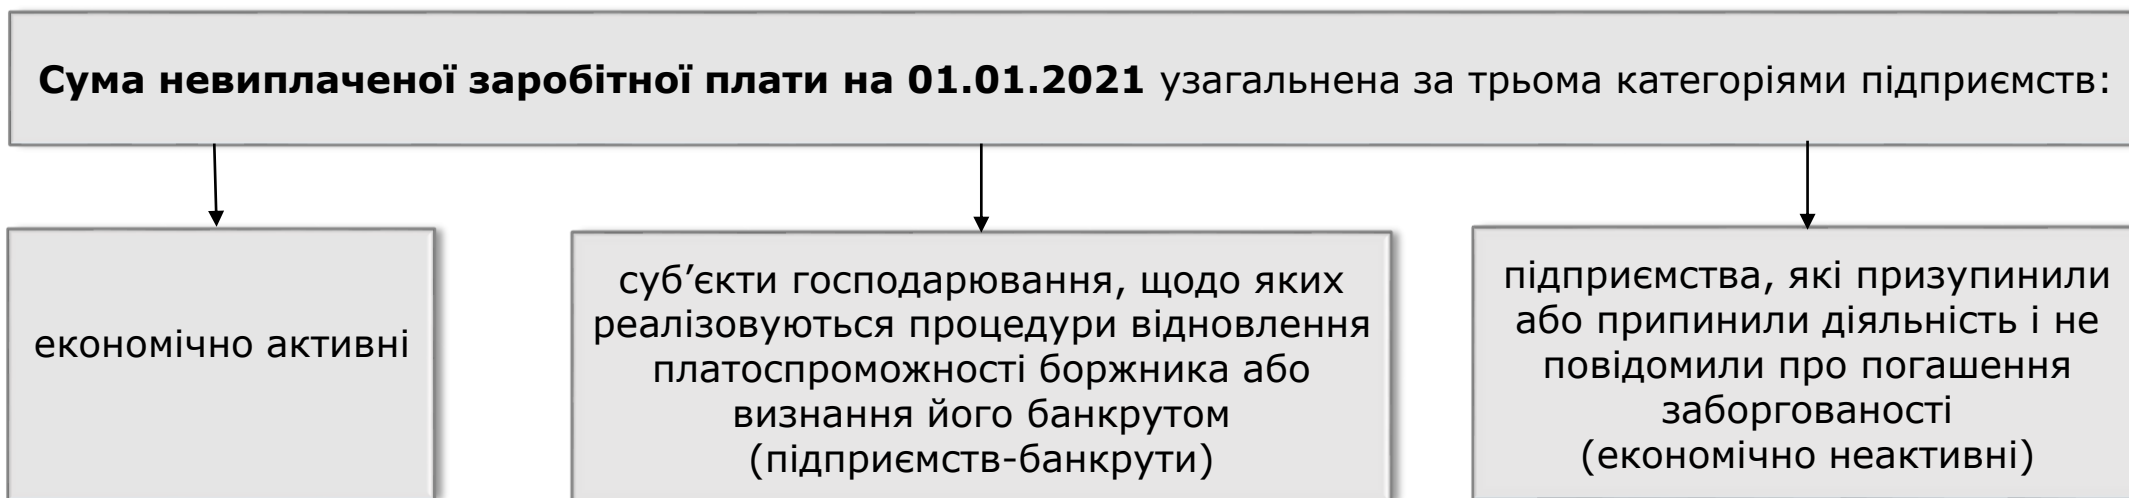 Сума невиплаченої заробітної плати на 01.01.2021 узагальнена за трьома категоріями підприємств:
економічно активні
суб’єкти господарювання, щодо яких
реалізовуються процедури відновлення
платоспроможності боржника або
визнання його банкрутом
(підприємств-банкрути)
підприємства, які призупинили
або припинили діяльність і не
повідомили про погашення
заборгованості
(економічно неактивні)